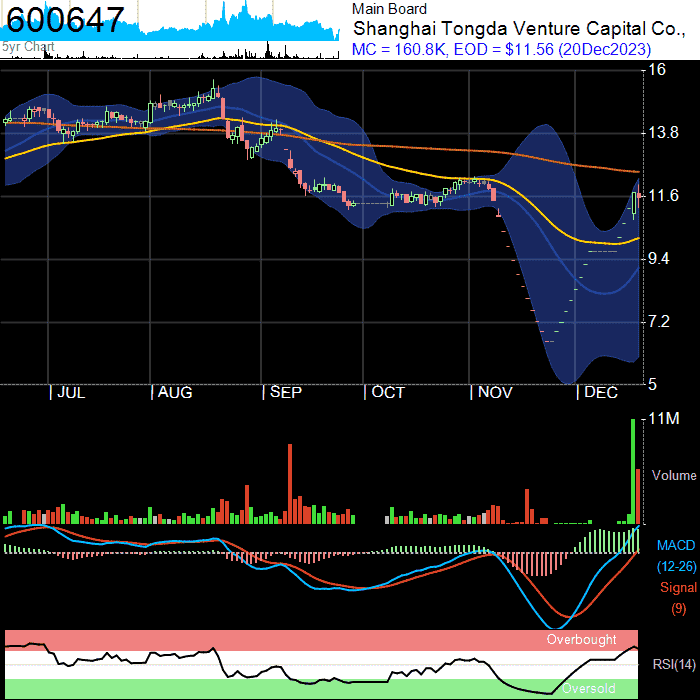 600647
5yr Chart
Main Board
Shanghai Tongda Venture Capital Co.,
MC = 160.8K, EOD = $11.56 (20Dec2023)
16
13.8
11.6
9.4
7.2
5
JUL AUG SEP OCT NOV DEC
11M
Volume
MACD
(12-26)
Signal
(9)
Overbought
RSI(14)
Oversold